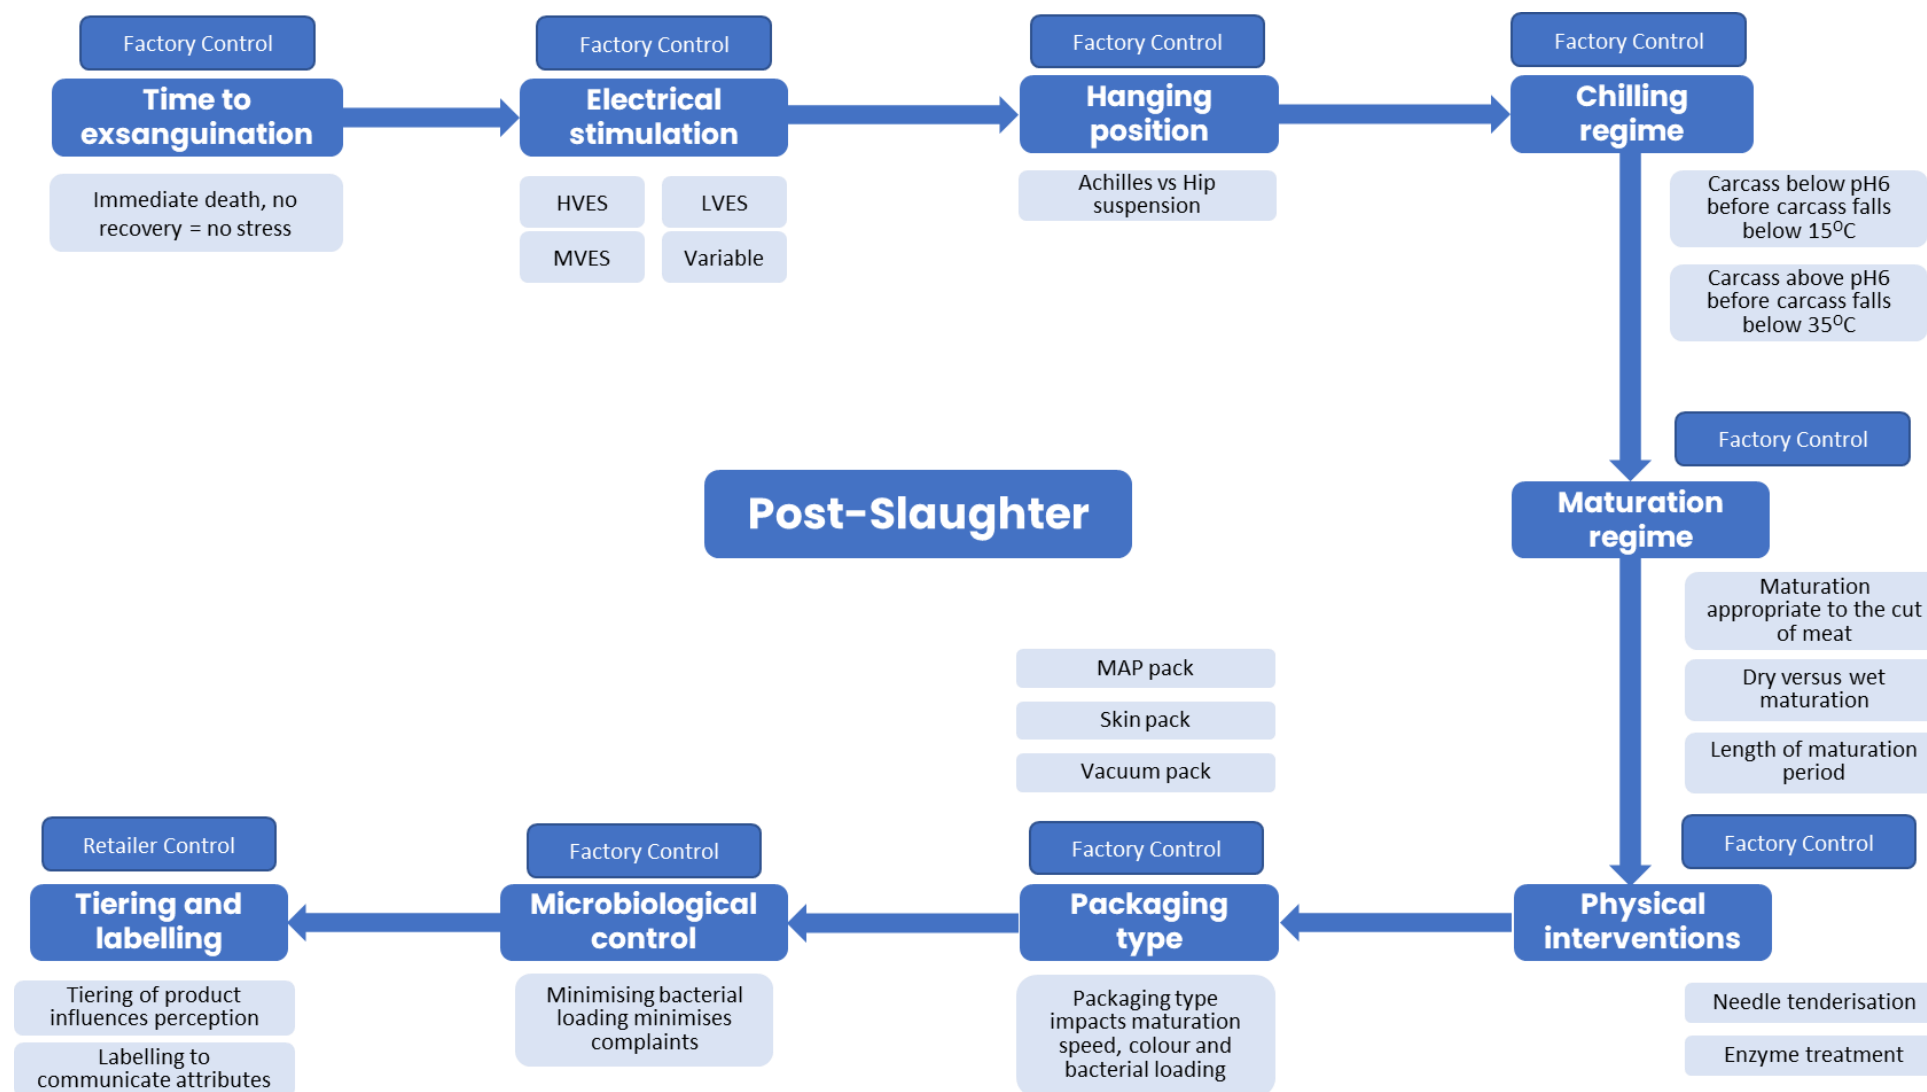 Factory Control
Time to
exsanguination
Immediate death, no
recovery = no stress
Factory Control
Electrical
stimulation
HVES
LVES
MVES
Variable
Factory Control
Hanging
position
Achilles vs Hip
suspension
Factory Control
Chilling
regime
Carcass below pH6
before carcass falls
below 15⁰C
Carcass above pH6
before carcass falls
below 35⁰C
Post-Slaughter
Factory Control
Maturation
regime
Maturation
appropriate to the cut
of meat
Dry versus wet
maturation
Length of maturation
period
Factory Control
Physical
interventions
Needle tenderisation
Enzyme treatment
MAP pack
Skin pack
Vacuum pack
Factory Control
Packaging
type
Packaging type
impacts maturation
speed, colour and
bacterial loading
Factory Control
Microbiological
control
Minimising bacterial
loading minimises
complaints
Retailer Control
Tiering and
labelling
Tiering of product
influences perception
Labelling to
communicate attributes